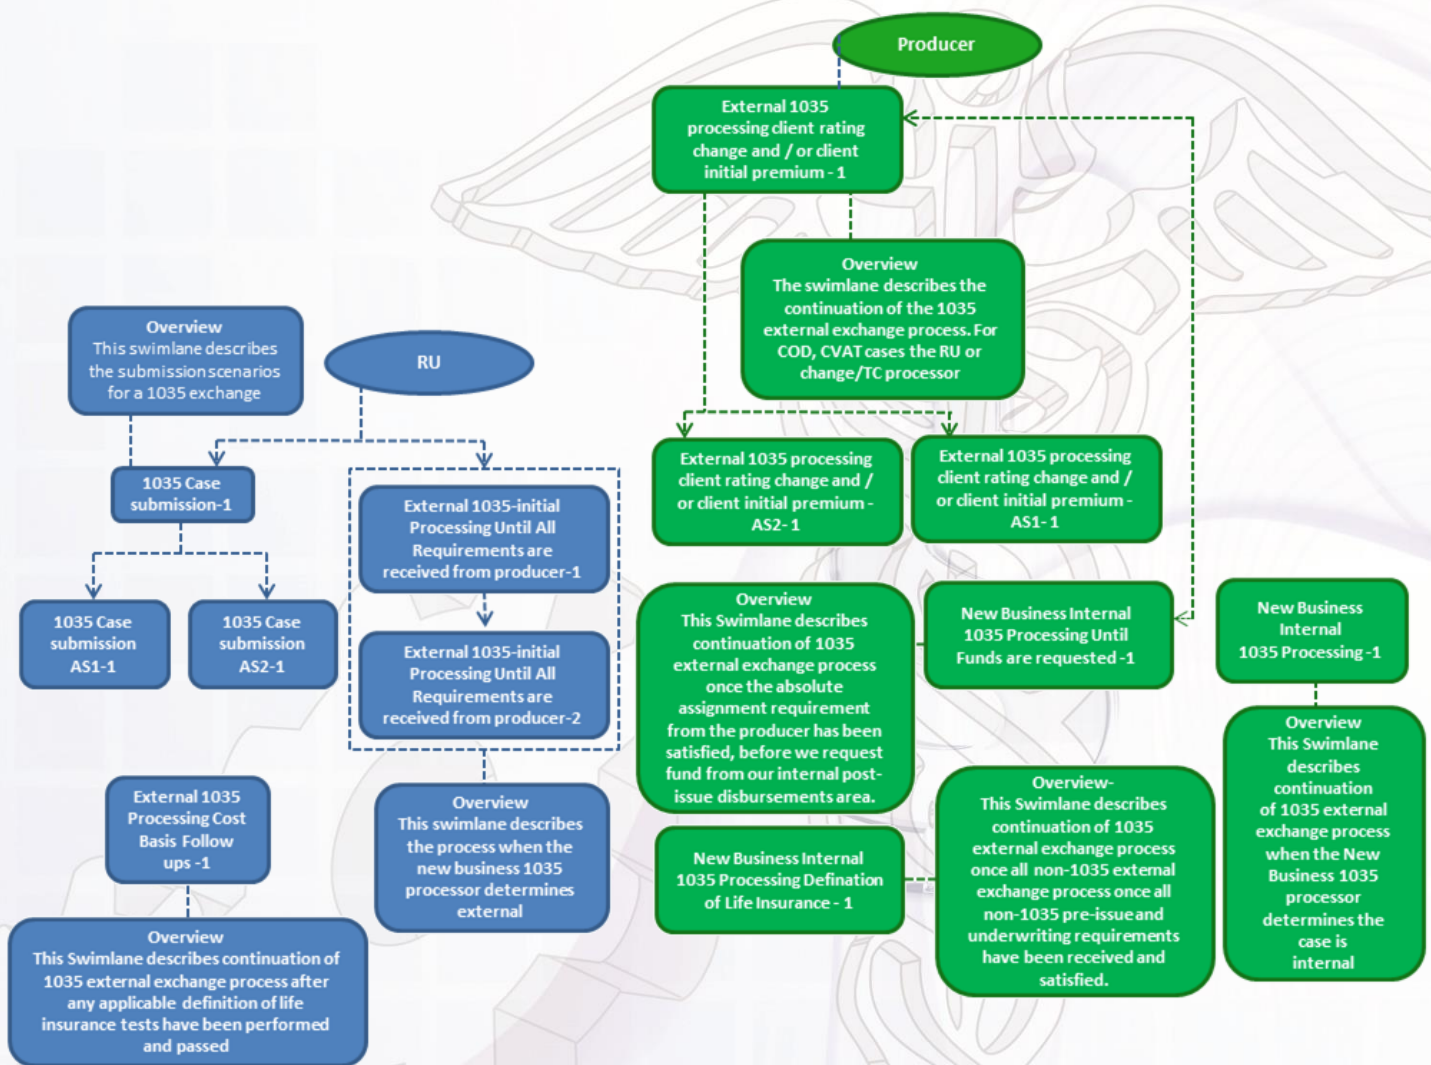 Producer
External 1035
processing client rating
change and / or client
initial premium - 1
Overview
The swimlane describes the
continuation of the 1035
external exchange process. For
COD, CVAT cases the RU or
change/TC processor
Overview
This swimlane describes
the submission scenarios
for a 1035 exchange
RU
1035 Case
submission-1
1035 Case
submission
AS1-1
1035 Case
submission
AS2-1
External 1035-initial
Processing Until All
Requirements are
received from producer-1
External 1035-initial
Processing Until All
Requirements are
received from producer-2
Overview
This swimlane describes
the process when the
new business 1035
processor determines
external
External 1035
Processing Cost
Basis Follow
ups -1
Overview
This Swimlane describes continuation of
1035 external exchange process after
any applicable definition of life
insurance tests have been performed
and passed
External 1035 processing
client rating change and /
or client initial premium -
AS2- 1
External 1035 processing
client rating change and /
or client initial premium -
AS1- 1
Overview
This Swimlane describes
continuation of 1035
external exchange process
once the absolute
assignment requirement
from the producer has been
satisfied, before we request
fund from our internal post-
issue disbursements area.
New Business Internal
1035 Processing Until
Funds are requested -1
New Business
Internal
1035 Processing -1
New Business Internal
1035 Processing Defination
of Life Insurance - 1
Overview-
This Swimlane describes
continuation of 1035
external exchange process
once all non-1035 external
exchange process once all
non-1035 pre-issue and
underwriting requirements
have been received and
satisfied.
Overview
This Swimlane
describes
continuation
of 1035 external
exchange process
when the New
Business 1035
processor
determines the
case is
internal